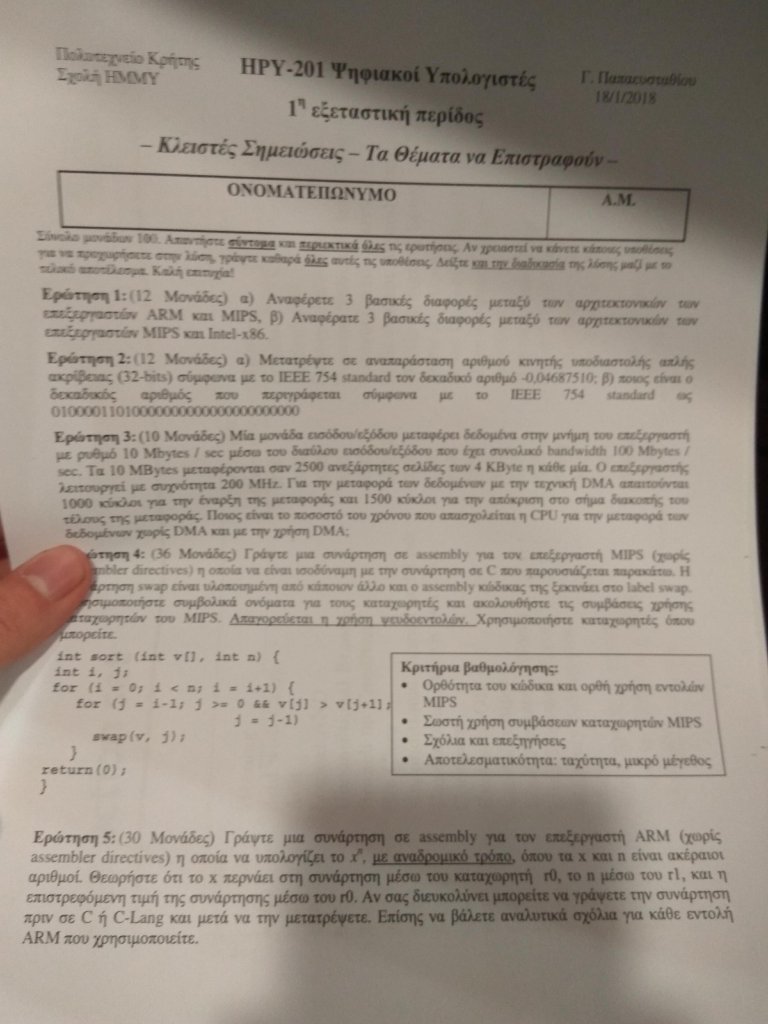 Πολυτεχνείο Κρήτης
Σχολή ΗΜΜΥ
ΗΡΥ-201 Ψηφιακοί Υπολογιστές
Γ. Παπαευσταθίου
18/1/2018
1η εξεταστική περίδος
– Κλειστές Σημειώσεις – Τα Θέματα να Επιστραφούν –
ΟΝΟΜΑΤΕΠΩΝΥΜΟ
Α.Μ.
Σύνολο μονάδων 100. Απαντήστε σύντομα και περιεκτικά όλες τις ερωτήσεις. Αν χρειαστεί να κάνετε κάποιες υποθέσεις
για να προχωρήσετε στην λύση, γράψτε καθαρά όλες αυτές τις υποθέσεις. Δείξτε και την διαδικασία της λύσης μαζί με το
τελικό αποτέλεσμα. Καλή επιτυχία!
Ερώτηση 1: (12 Μονάδες) α) Αναφέρετε 3 βασικές διαφορές μεταξύ των αρχιτεκτονικών των
επεξεργαστών ARM και MIPS, β) Αναφέρατε 3 βασικές διαφορές μεταξύ των αρχιτεκτονικών των
επεξεργαστών MIPS και Intel-x86.
Ερώτηση 2: (12 Μονάδες) α) Μετατρέψτε σε αναπαράσταση αριθμού κινητής υποδιαστολής απλής
ακρίβειας (32-bits) σύμφωνα με το IEEE 754 standard τον δεκαδικό αριθμό -0,04687510; β) ποιος είναι ο
δεκαδικός αριθμός που περιγράφεται σύμφωνα με το IEEE 754 standard ως
Ερώτηση 3: (10 Μονάδες) Μία μονάδα εισόδου/εξόδου μεταφέρει δεδομένα στην μνήμη του επεξεργαστή
με ρυθμό 10 Mbytes / sec μέσω του διαύλου εισόδου/εξόδου που έχει συνολικό bandwidth 100 Mbytes /
sec. Τα 10 MBytes μεταφέρονται σαν 2500 ανεξάρτητες σελίδες των 4 KByte η κάθε μία. Ο επεξεργαστής
λειτουργεί με συχνότητα 200 MHz. Για την μεταφορά των δεδομένων με την τεχνική DMA απαιτούνται
1000 κύκλοι για την έναρξη της μεταφοράς και 1500 κύκλοι για την απόκριση στο σήμα διακοπής του
τέλους της μεταφοράς. Ποιος είναι το ποσοστό του χρόνου που απασχολείται η CPU για την μεταφορά των
δεδομένων χωρίς DMA και με την χρήση DMA;
ώτηση 4: (36 Μονάδες) Γράψτε μια συνάρτηση σε assembly για τον επεξεργαστή MIPS (χωρίς
mbler directives) η οποία να είναι ισοδύναμη με την συνάρτηση σε C που παρουσιάζεται παρακάτω. Η
άρτηση swap είναι υλοποιημένη από κάποιον άλλο και ο assembly κώδικας της ξεκινάει στο label swap.
ησιμοποιήστε συμβολικά ονόματα για τους καταχωρητές και ακολουθήστε τις συμβάσεις χρήσης
αταχωρητών του MIPS. Απαγορεύεται η χρήση ψευδοεντολών. Χρησιμοποιήστε καταχωρητές όπου
μπορείτε.
int sort (int v[], int n) {
int i, j;
for (i = 0; i < n; i = i+1) {
for (j = i-1; j >= 0 && v[j] > v[j+1];
j = j-1)
swap(v, j);
}
return(0);
}
Κριτήρια βαθμολόγησης:
• Ορθότητα του κώδικα και ορθή χρήση εντολών
MIPS
• Σωστή χρήση συμβάσεων καταχωρητών MIPS
• Σχόλια και επεξηγήσεις
• Αποτελεσματικότητα: ταχύτητα, μικρό μέγεθος
Ερώτηση 5: (30 Μονάδες) Γράψτε μια συνάρτηση σε assembly για τον επεξεργαστή ARM (χωρίς
assembler directives) η οποία να υπολογίζει το xⁿ, με αναδρομικό τρόπο, όπου τα x και n είναι ακέραιοι
αριθμοί. Θεωρήστε ότι το x περνάει στη συνάρτηση μέσω του καταχωρητή r0, το n μέσω του r1, και η
επιστρεφόμενη τιμή της συνάρτησης μέσω του r0. Αν σας διευκολύνει μπορείτε να γράψετε την συνάρτηση
πριν σε C ή C-Lang και μετά να την μετατρέψετε. Επίσης να βάλετε αναλυτικά σχόλια για κάθε εντολή
ARM που χρησιμοποιείτε.